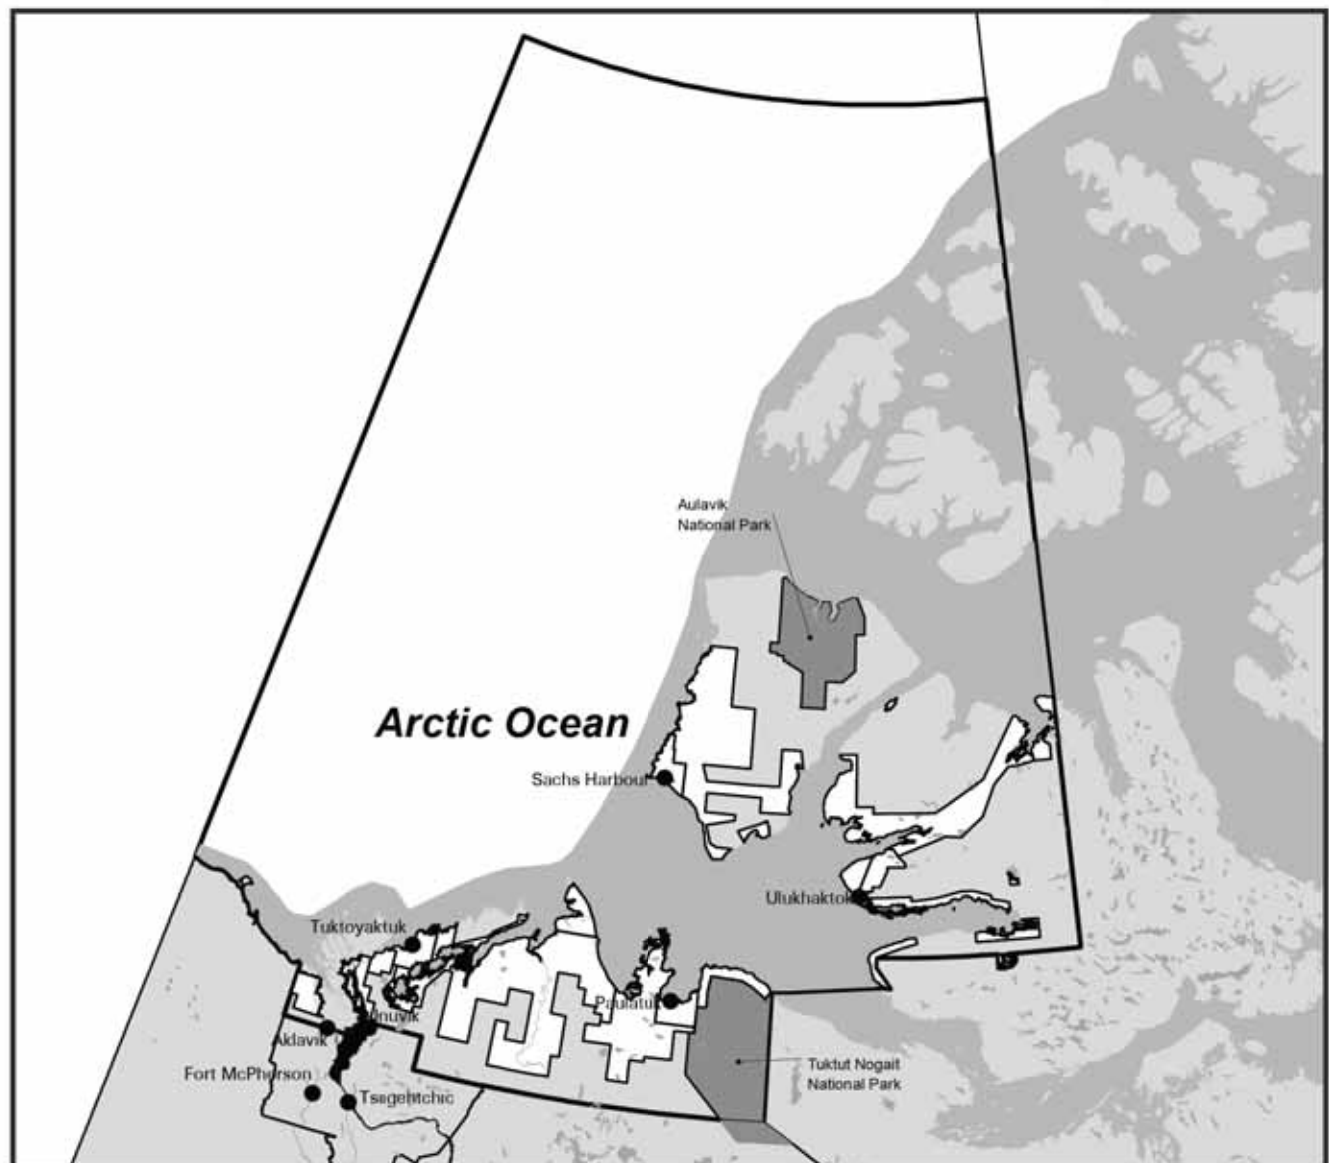 Aulavik
National Park
Arctic Ocean
Sachs Harbour
Ulukhaktok
Tuktoyaktuk
Paulatuk
Inuvik
Aklavik
Fort McPherson
Tsiigehtchic
Tuktut Nogait
National Park